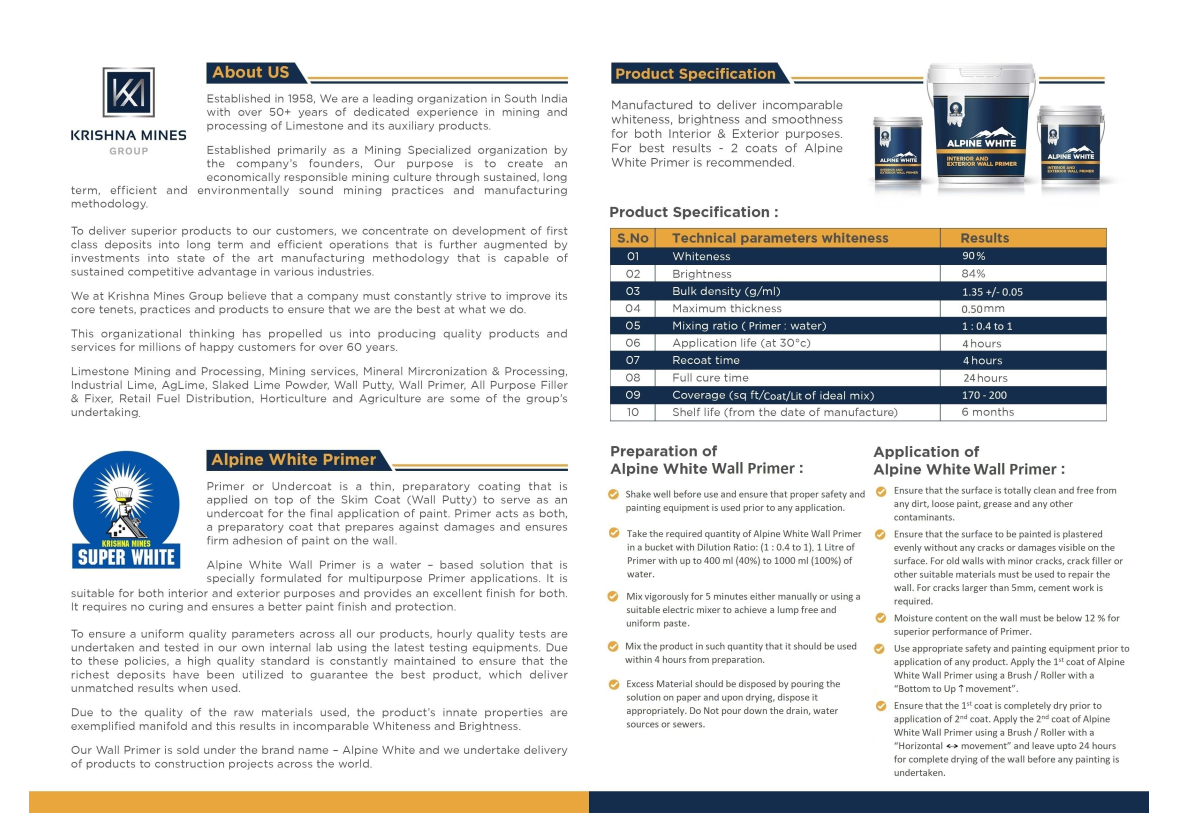 About US
KRISHNA MINES
GROUP
Established in 1958, We are a leading organization in South India
with over 50+ years of dedicated experience in mining and
processing of Limestone and its auxiliary products.
Established primarily as a Mining Specialized organization by
the company's founders, Our purpose is to create an
economically responsible mining culture through sustained, long
term, efficient and environmentally sound mining practices and manufacturing
methodology.
To deliver superior products to our customers, we concentrate on development of first
class deposits into long term and efficient operations that is further augmented by
investments into state of the art manufacturing methodology that is capable of
sustained competitive advantage in various industries.
We at Krishna Mines Group believe that a company must constantly strive to improve its
core tenets, practices and products to ensure that we are the best at what we do.
This organizational thinking has propelled us into producing quality products and
services for millions of happy customers for over 60 years.
Limestone Mining and Processing, Mining services, Mineral Mircronization & Processing,
Industrial Lime, AgLime, Slaked Lime Powder, Wall Putty, Wall Primer, All Purpose Filler
& Fixer, Retail Fuel Distribution, Horticulture and Agriculture are some of the group's
undertaking.
KRISHNA MINES
SUPER WHITE
Alpine White Primer
Primer or Undercoat is a thin, preparatory coating that is
applied on top of the Skim Coat (Wall Putty) to serve as an
undercoat for the final application of paint. Primer acts as both,
a preparatory coat that prepares against damages and ensures
firm adhesion of paint on the wall.
Alpine White Wall Primer is a water – based solution that is
specially formulated for multipurpose Primer applications. It is
suitable for both interior and exterior purposes and provides an excellent finish for both.
It requires no curing and ensures a better paint finish and protection.
To ensure a uniform quality parameters across all our products, hourly quality tests are
undertaken and tested in our own internal lab using the latest testing equipments. Due
to these policies, a high quality standard is constantly maintained to ensure that the
richest deposits have been utilized to guarantee the best product, which deliver
unmatched results when used.
Due to the quality of the raw materials used, the product's innate properties are
exemplified manifold and this results in incomparable Whiteness and Brightness.
Our Wall Primer is sold under the brand name – Alpine White and we undertake delivery
of products to construction projects across the world.
Product Specification
Manufactured to deliver incomparable
whiteness, brightness and smoothness
for both Interior & Exterior purposes.
For best results - 2 coats of Alpine
White Primer is recommended.
ALPINE WHITE
INTERIOR AND
EXTERIOR WALL PRIMER
ALPINE WHITE
INTERIOR AND
EXTERIOR WALL PRIMER
ALPINE WHITE
INTERIOR AND
EXTERIOR WALL PRIMER
Product Specification :
S.No Technical parameters whiteness Results
01 Whiteness 90 %
02 Brightness 84%
03 Bulk density (g/ml) 1.35 +/- 0.05
04 Maximum thickness 0.50 mm
05 Mixing ratio ( Primer : water) 1 : 0.4 to 1
06 Application life (at 30°c) 4 hours
07 Recoat time 4 hours
08 Full cure time 24 hours
09 Coverage (sq ft/Coat/Lit of ideal mix) 170 - 200
10 Shelf life (from the date of manufacture) 6 months
Preparation of
Alpine White Wall Primer :
Shake well before use and ensure that proper safety and
painting equipment is used prior to any application.
Take the required quantity of Alpine White Wall Primer
in a bucket with Dilution Ratio: (1 : 0.4 to 1), 1 Litre of
Primer with up to 400 ml (40%) to 1000 ml (100%) of
water.
Mix vigorously for 5 minutes either manually or using a
suitable electric mixer to achieve a lump free and
uniform paste.
Mix the product in such quantity that it should be used
within 4 hours from preparation.
Excess Material should be disposed by pouring the
solution on paper and upon drying, dispose it
appropriately. Do Not pour down the drain, water
sources or sewers.
Application of
Alpine White Wall Primer :
Ensure that the surface is totally clean and free from
any dirt, loose paint, grease and any other
contaminants.
Ensure that the surface to be painted is plastered
evenly without any cracks or damages visible on the
surface. For old walls with minor cracks, crack filler or
other suitable materials must be used to repair the
wall. For cracks larger than 5mm, cement work is
required.
Moisture content on the wall must be below 12 % for
superior performance of Primer.
Use appropriate safety and painting equipment prior to
application of any product. Apply the 1st coat of Alpine
White Wall Primer using a Brush / Roller with a
"Bottom to Up ↑ movement".
Ensure that the 1st coat is completely dry prior to
application of 2nd coat. Apply the 2nd coat of Alpine
White Wall Primer using a Brush / Roller with a
"Horizontal ↔ movement" and leave upto 24 hours
for complete drying of the wall before any painting is
undertaken.